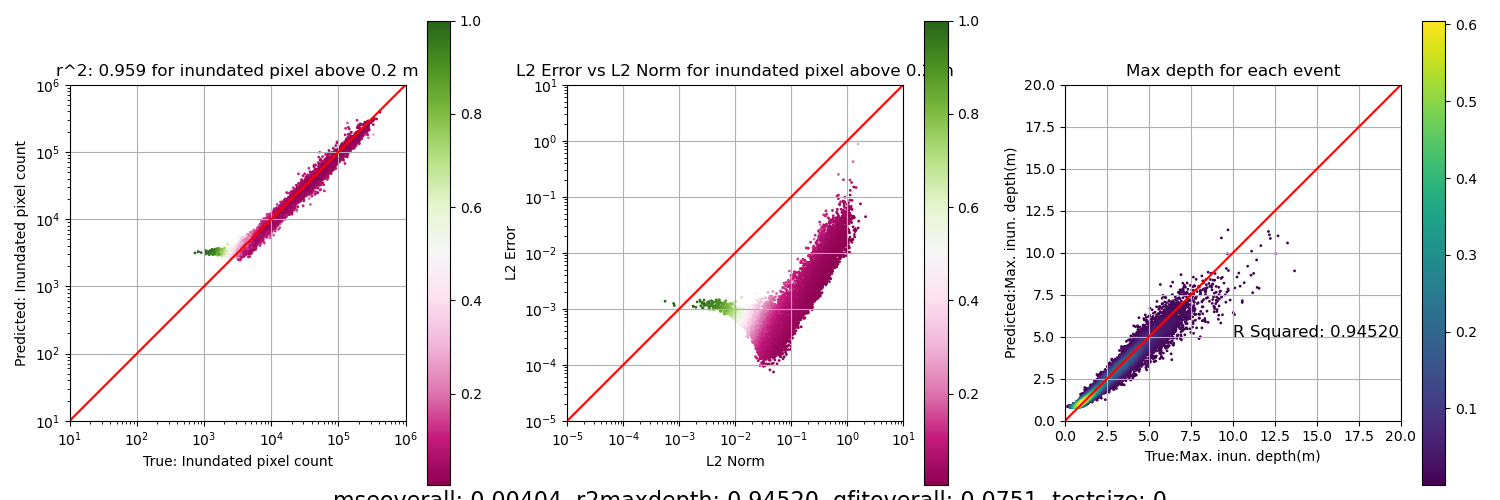 r^2: 0.959 for inundated pixel above 0.2 m
Predicted: Inundated pixel count
10^6
10^5
10^4
10^3
10^2
10^1
10^1 10^2 10^3 10^4 10^5 10^6
True: Inundated pixel count
1.0
0.8
0.6
0.4
0.2
L2 Error vs L2 Norm for inundated pixel above
L2 Error
10^1
10^0
10^-1
10^-2
10^-3
10^-4
10^-5
10^-5 10^-4 10^-3 10^-2 10^-1 10^0 10^1
L2 Norm
1.0
0.8
0.6
0.4
0.2
Max depth for each event
Predicted:Max. inun. depth(m)
20.0
17.5
15.0
12.5
10.0
7.5
5.0
2.5
0.0
R Squared: 0.94520
0.0 2.5 5.0 7.5 10.0 12.5 15.0 17.5 20.0
True:Max. inun. depth(m)
0.6
0.5
0.4
0.3
0.2
0.1
mseoverall: 0.00404, r2maxdepth: 0.94520, gfitoverall: 0.0751, testsize: 0